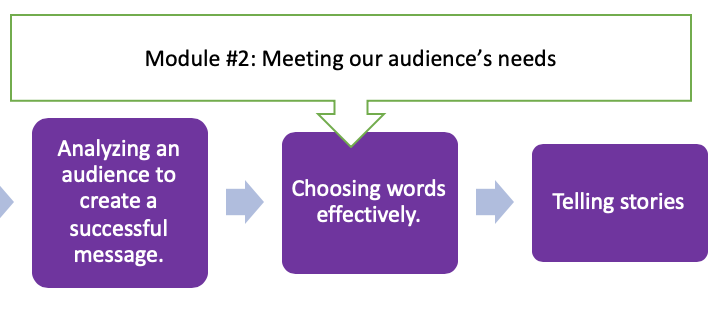 Module #2: Meeting our audience’s needs
Analyzing an
audience to
create a
successful
message.
Choosing words
effectively.
Telling stories